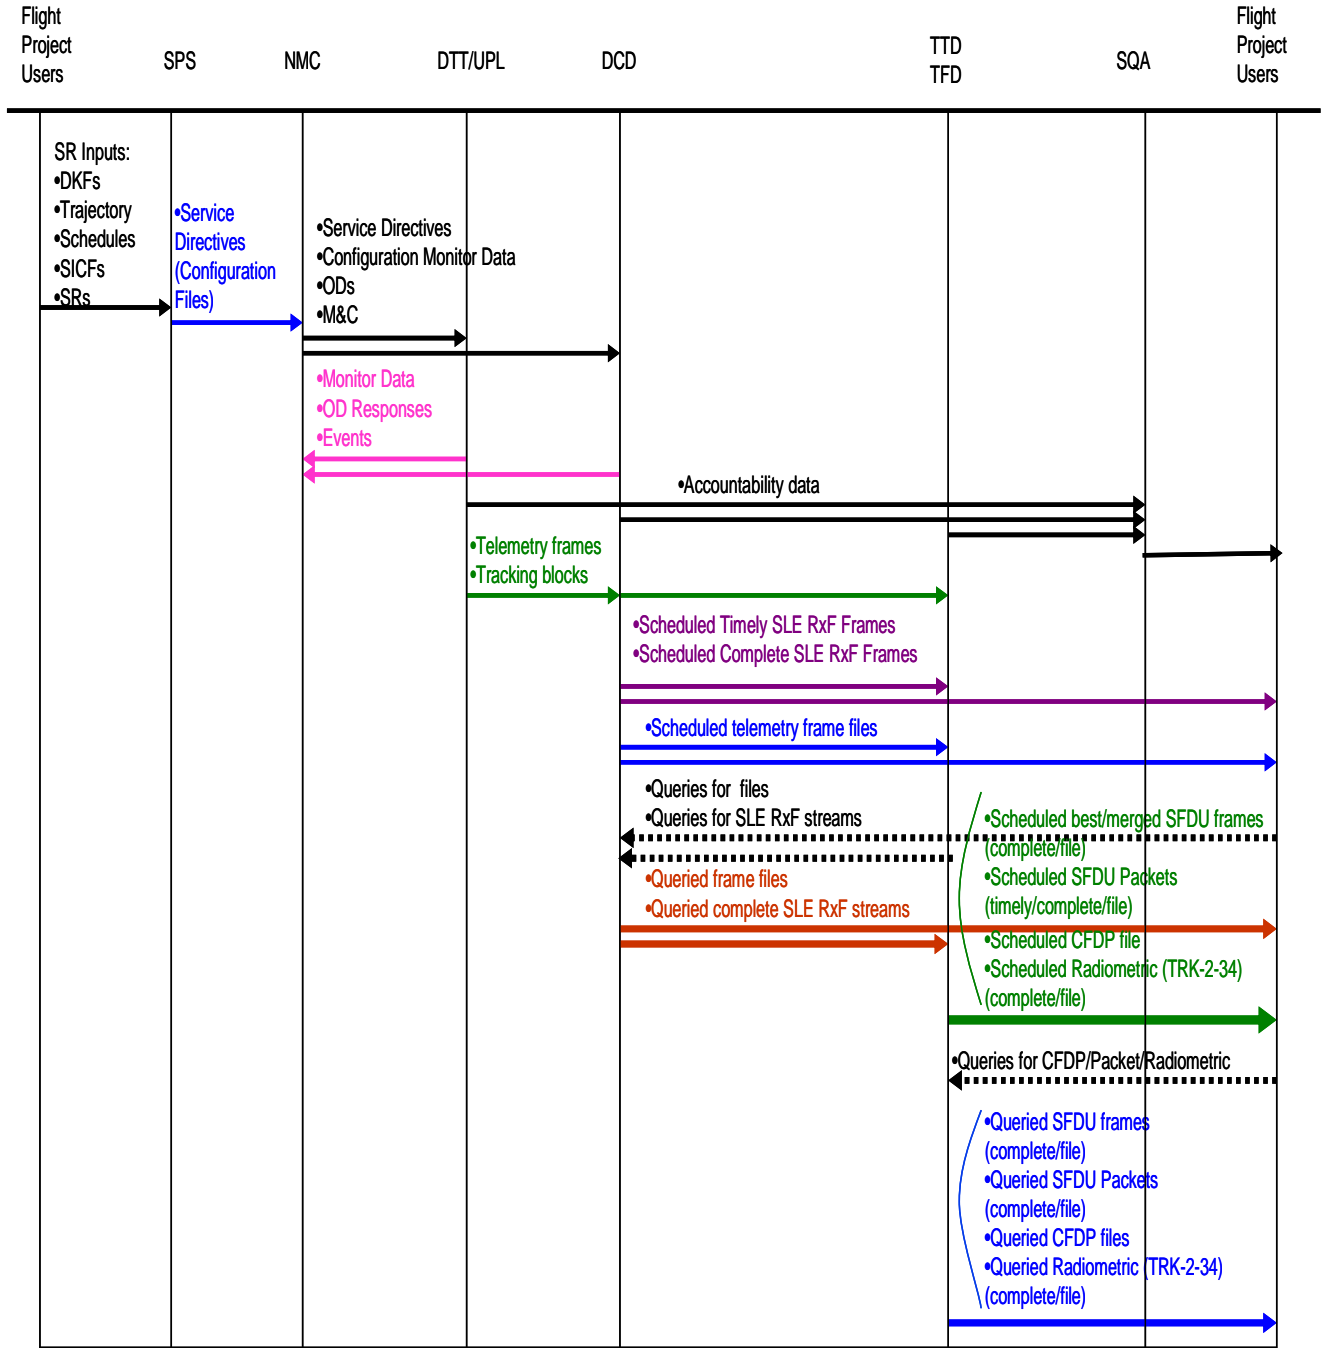 Flight
Project
Users
SPS
NMC
DTT/UPL
DCD
TTD
TFD
SQA
Flight
Project
Users
SR Inputs:
•DKFs
•Trajectory
•Schedules
•SICFs
•SRs
•Service
Directives
(Configuration
Files)
•Service Directives
•Configuration Monitor Data
•ODs
•M&C
•Monitor Data
•OD Responses
•Events
•Accountability data
•Telemetry frames
•Tracking blocks
•Scheduled Timely SLE RxF Frames
•Scheduled Complete SLE RxF Frames
•Scheduled telemetry frame files
•Queries for  files
•Queries for SLE RxF streams
•Queried frame files
•Queried complete SLE RxF streams
•Scheduled best/merged SFDU frames
(complete/file)
•Scheduled SFDU Packets
(timely/complete/file)
•Scheduled CFDP file
•Scheduled Radiometric (TRK-2-34)
(complete/file)
•Queries for CFDP/Packet/Radiometric
•Queried SFDU frames
(complete/file)
•Queried SFDU Packets
(complete/file)
•Queried CFDP files
•Queried Radiometric (TRK-2-34)
(complete/file)